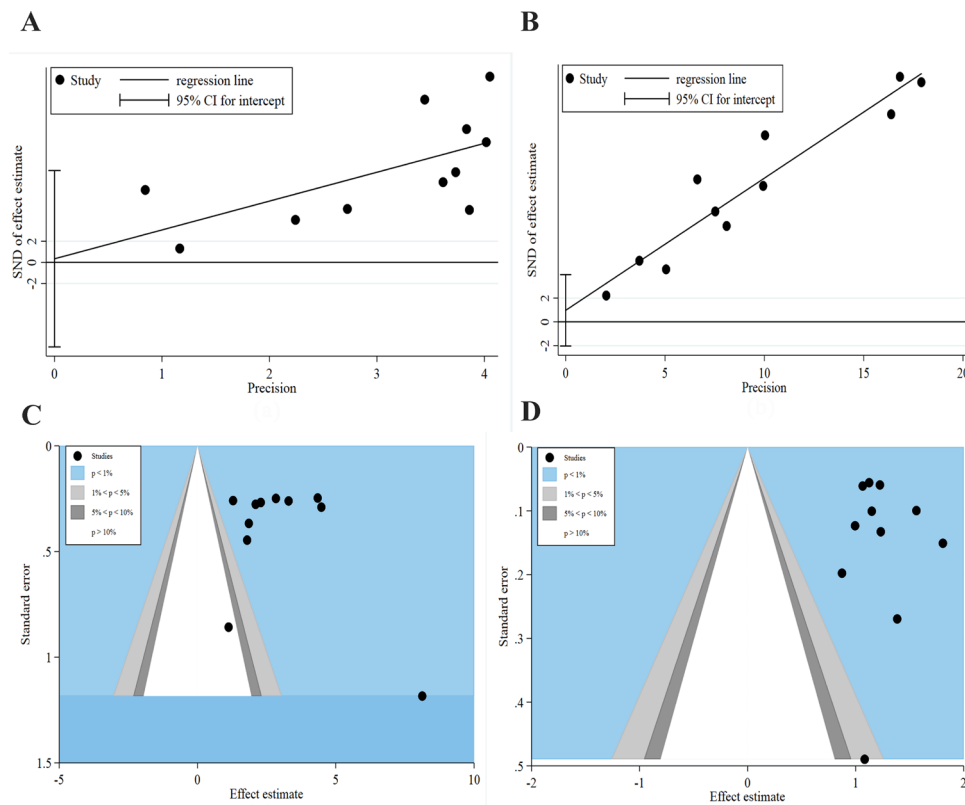 A
Study
regression line
95% CI for intercept
SND of effect estimate
2
0
-2
0
1
2
3
4
Precision
B
Study
regression line
95% CI for intercept
SND of effect estimate
2
0
-2
0
5
10
15
20
Precision
C
Studies
p < 1%
1% < p < 5%
5% < p < 10%
p > 10%
Standard error
0
.5
1
1.5
-5
0
5
10
Effect estimate
D
Studies
p < 1%
1% < p < 5%
5% < p < 10%
p > 10%
Standard error
0
.1
.2
.3
.4
.5
-2
-1
0
1
2
Effect estimate